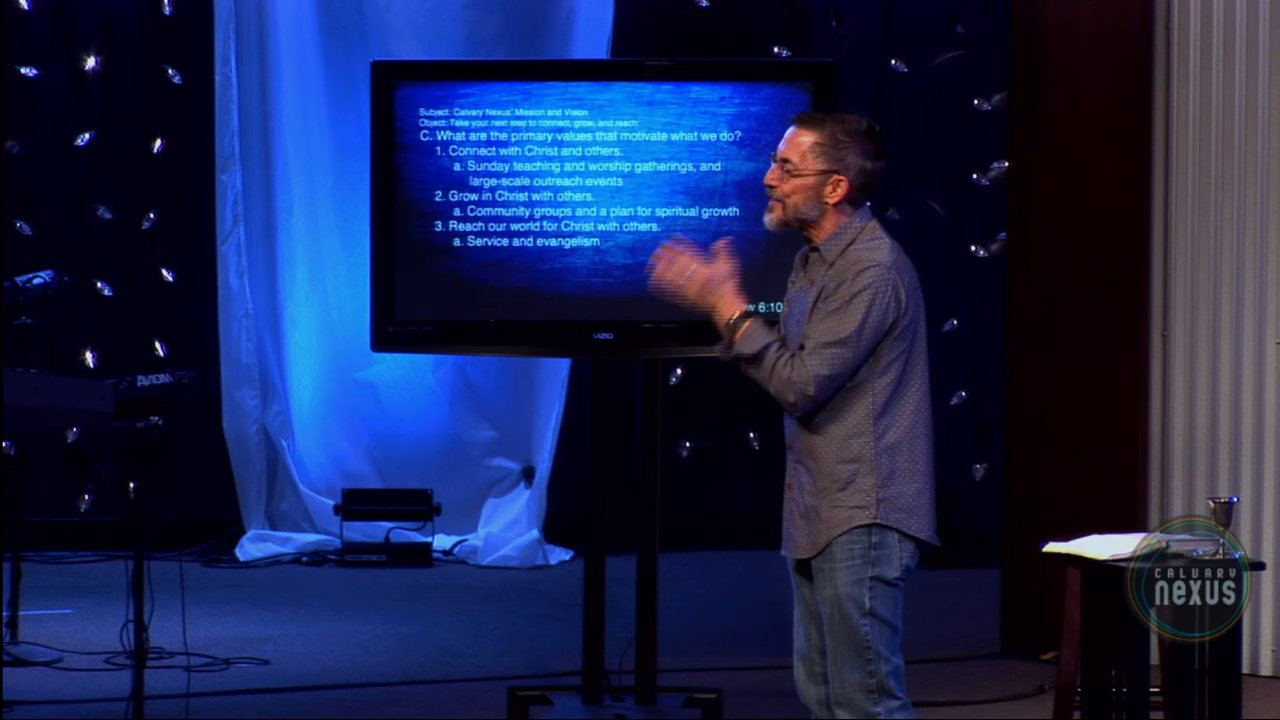 Subject: Calvary Nexus' Mission and Vision
Object: Take your next step to connect, grow, and reach
C. What are the primary values that motivate what we do?
1. Connect with Christ and others.
a. Sunday teaching and worship gatherings, and
large-scale outreach events
2. Grow in Christ with others.
a. Community groups and a plan for spiritual growth
3. Reach our world for Christ with others.
a. Service and evangelism
6:10
VIZIO
AVIOM
CALVARY
nexus